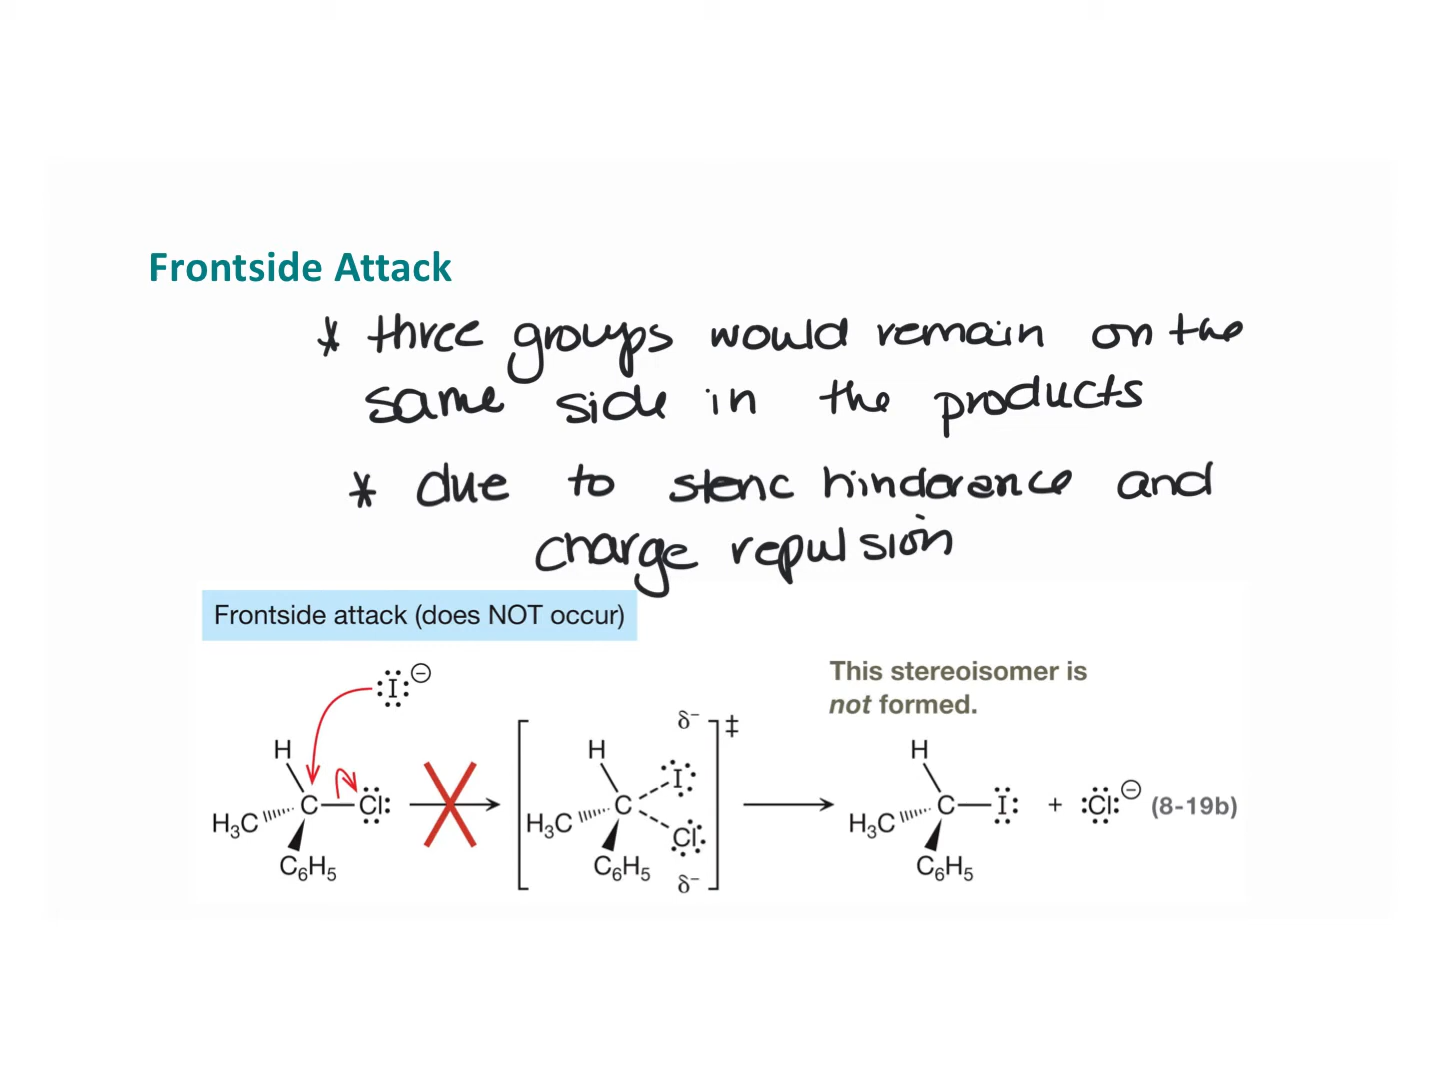 Frontside Attack
* three groups would remain on the
same side in the products
* due to steric hinderance and
charge repulsion
Frontside attack (does NOT occur)
:I:⊖
This stereoisomer is
not formed.
δ⁻ ‡
H H H
H₃C C—Cl: H₃C C I: Cl: H₃C C—I: + :Cl:⊖ (8-19b)
C₆H₅ C₆H₅ C₆H₅
δ⁻